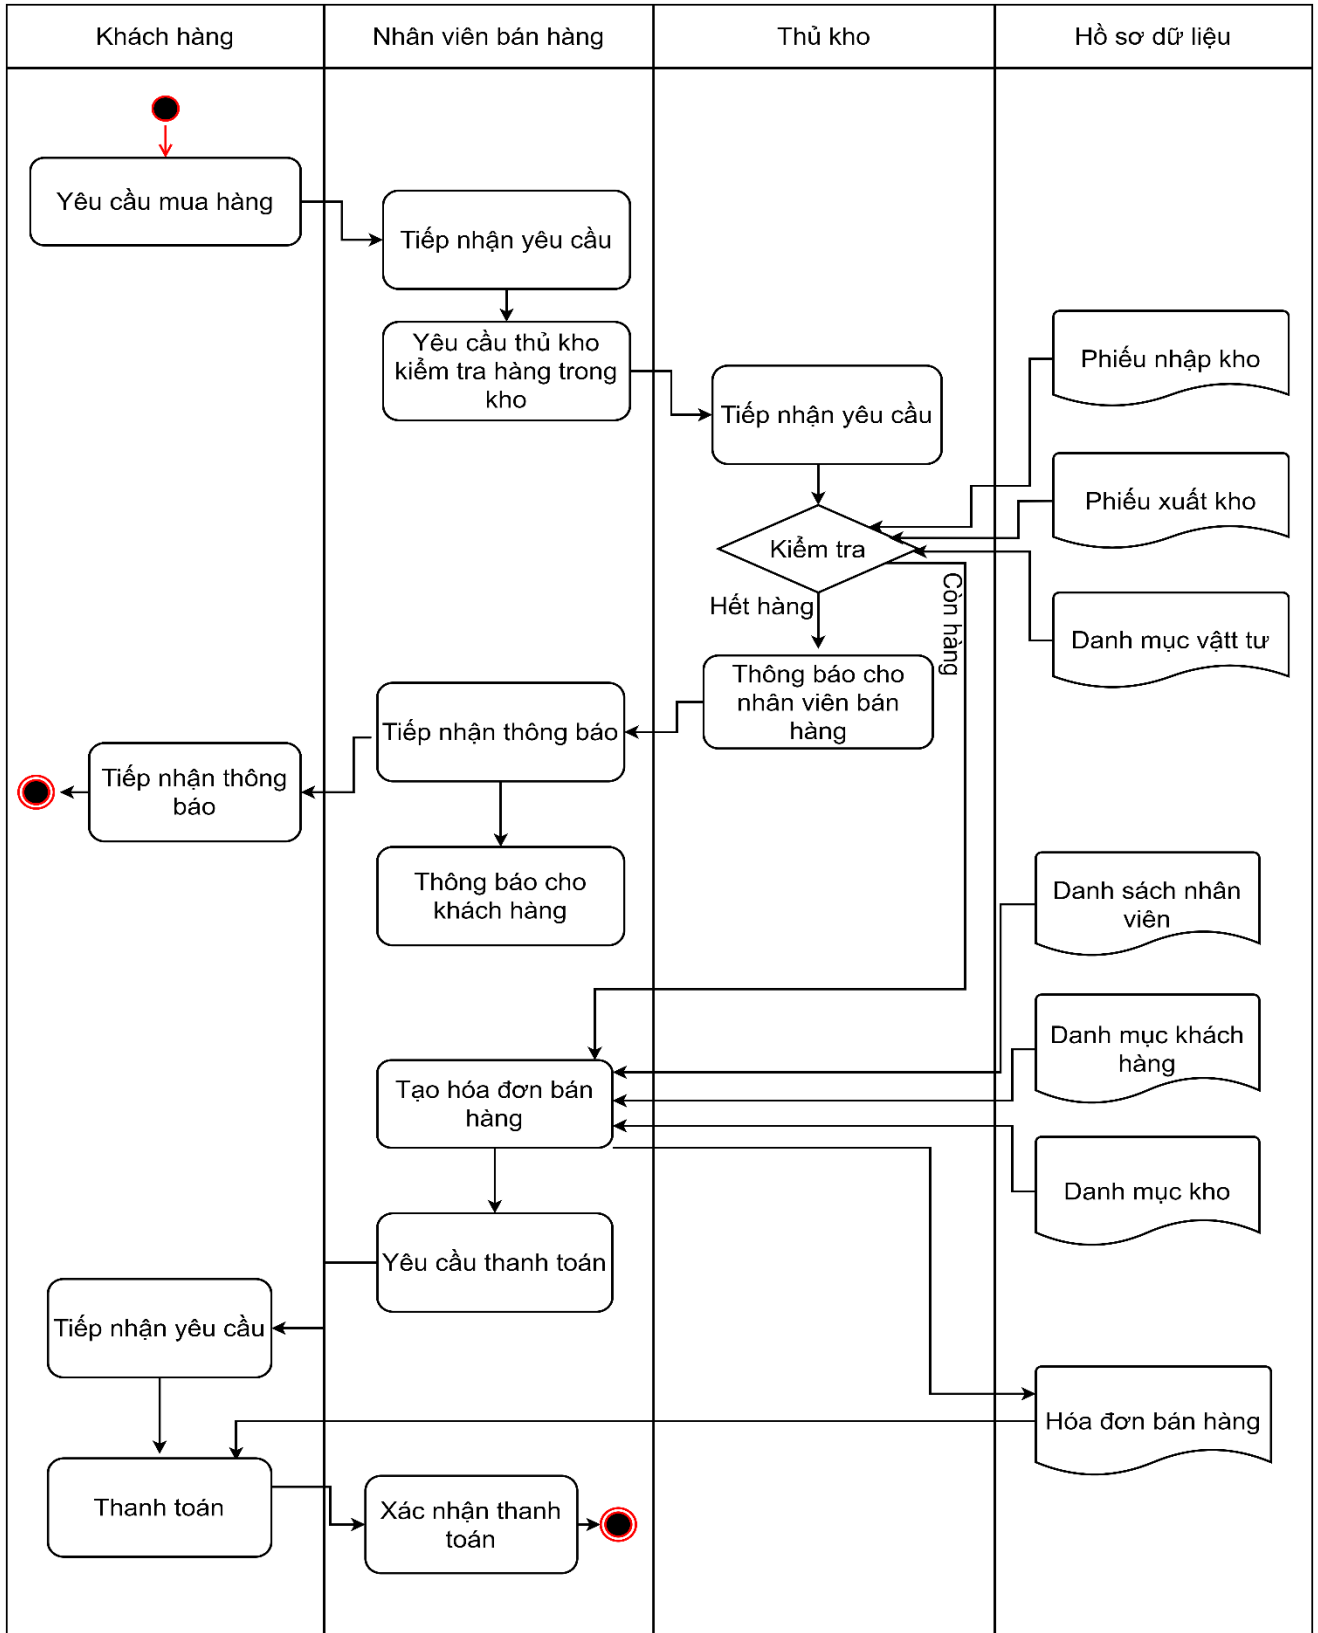 Khách hàng
Nhân viên bán hàng
Thủ kho
Hồ sơ dữ liệu
Yêu cầu mua hàng
Tiếp nhận yêu cầu
Yêu cầu thủ kho
kiểm tra hàng trong
kho
Phiếu nhập kho
Tiếp nhận yêu cầu
Phiếu xuất kho
Kiểm tra
Hết hàng
Còn hàng
Danh mục vậtt tư
Thông báo cho
nhân viên bán
hàng
Tiếp nhận thông báo
Tiếp nhận thông
báo
Thông báo cho
khách hàng
Danh sách nhân
viên
Danh mục khách
hàng
Tạo hóa đơn bán
hàng
Danh mục kho
Yêu cầu thanh toán
Tiếp nhận yêu cầu
Hóa đơn bán hàng
Thanh toán
Xác nhận thanh
toán